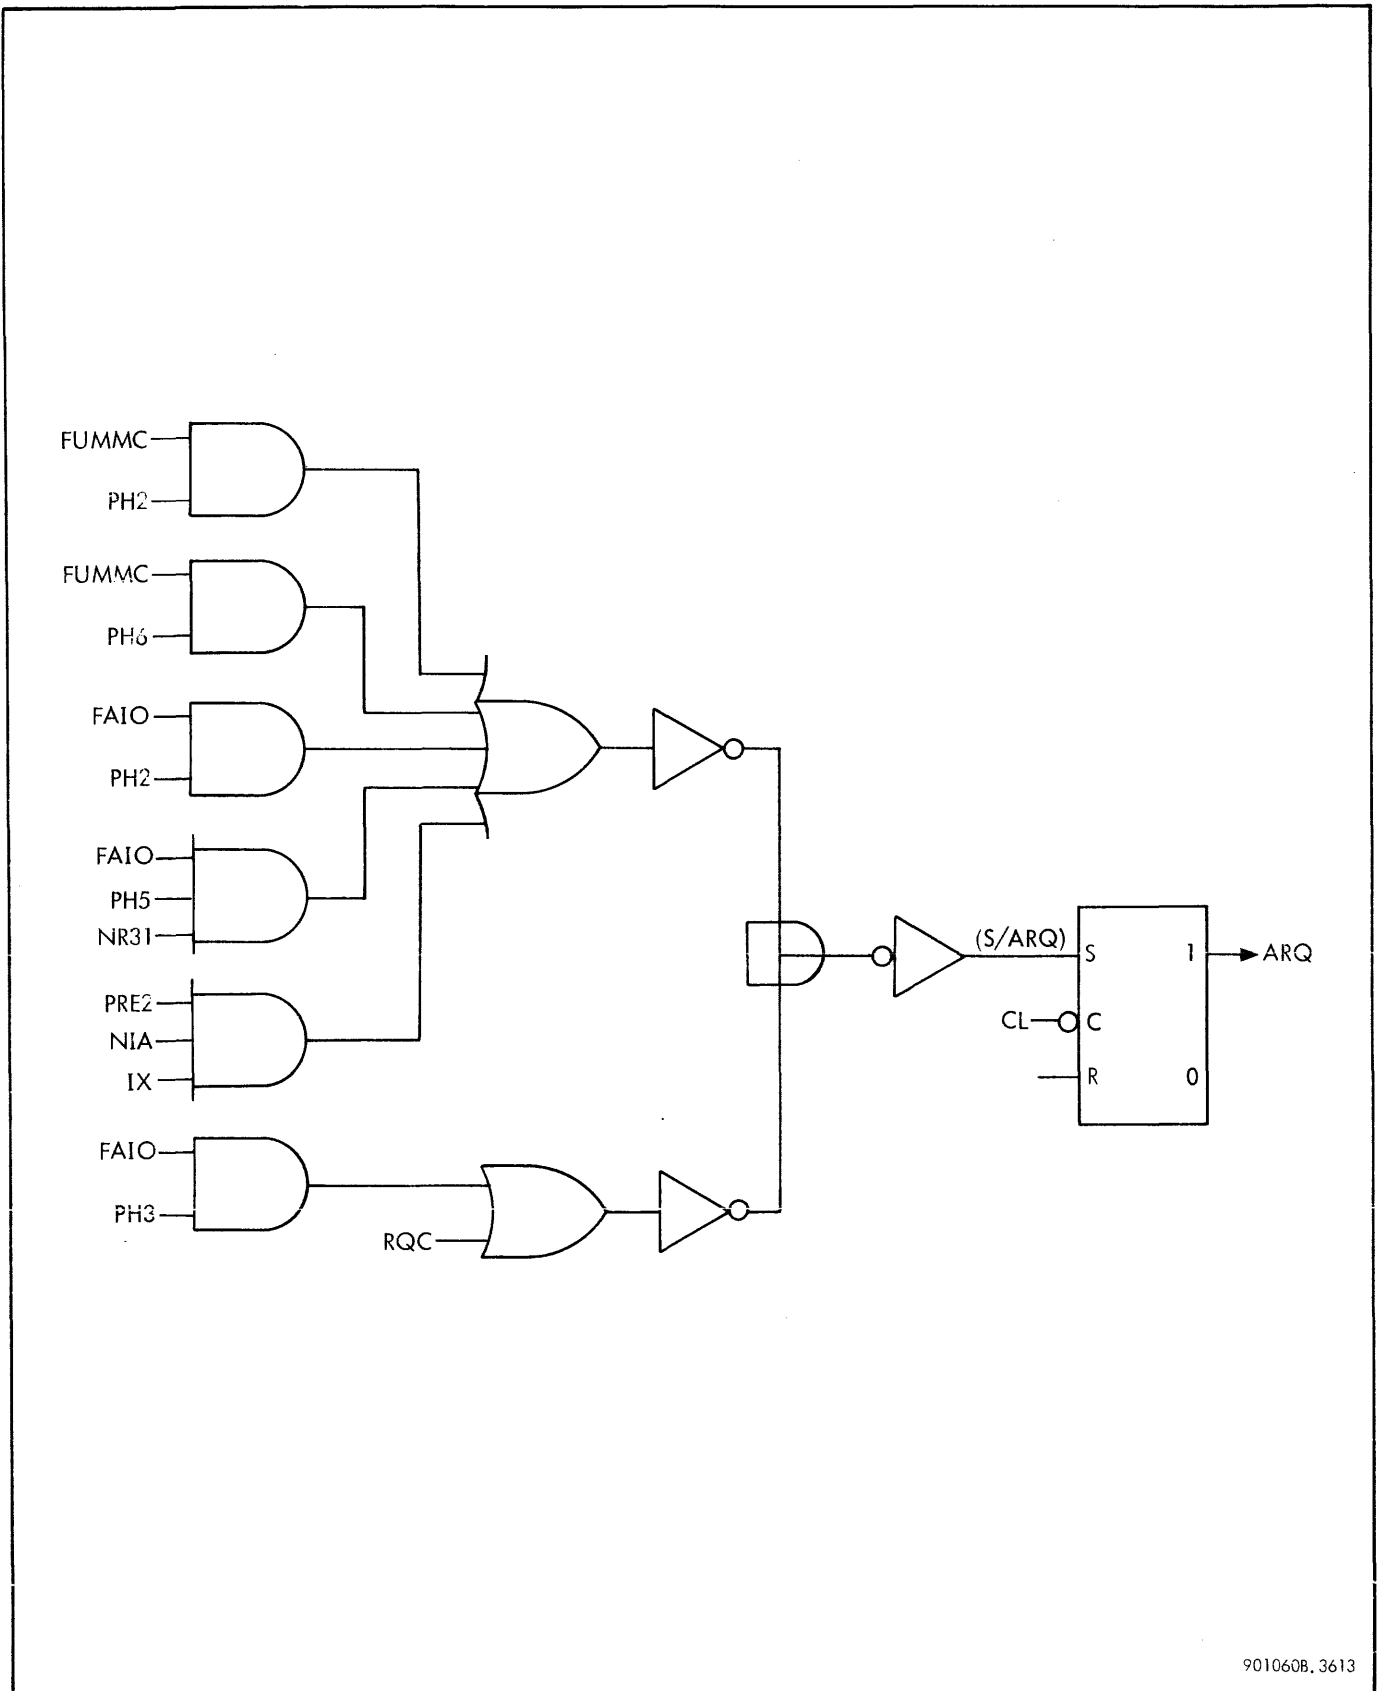 FUMMC
PH2
FUMMC
PH6
FAIO
PH2
FAIO
PH5
NR31
PRE2
NIA
IX
FAIO
PH3
RQC
(S/ARQ)
S 1 ARQ
CL C
R 0
901060B. 3613